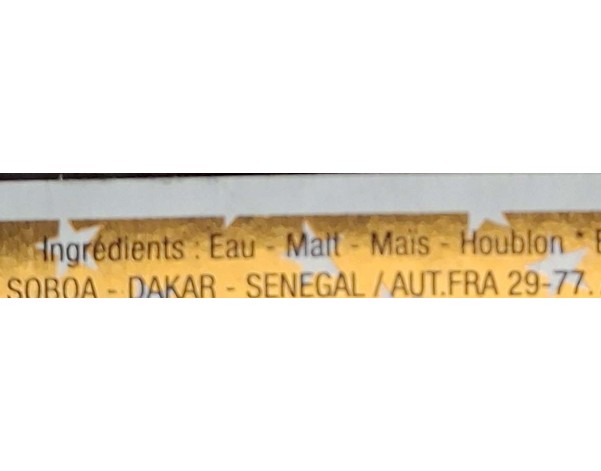 Ingrédients : Eau - Malt - Mais - Houblon *
SOBOA - DAKAR - SENEGAL / AUT.FRA 29-77.